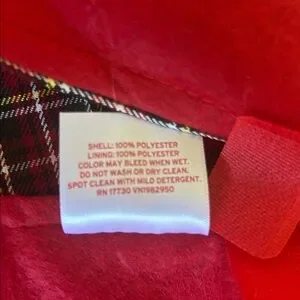 SHELL: 100% POLYESTER
LINING: 100% POLYESTER
COLOR MAY BLEED WHEN WET.
DO NOT WASH OR DRY CLEAN.
SPOT CLEAN WITH MILD DETERGENT.
RN 17730 VN1982950